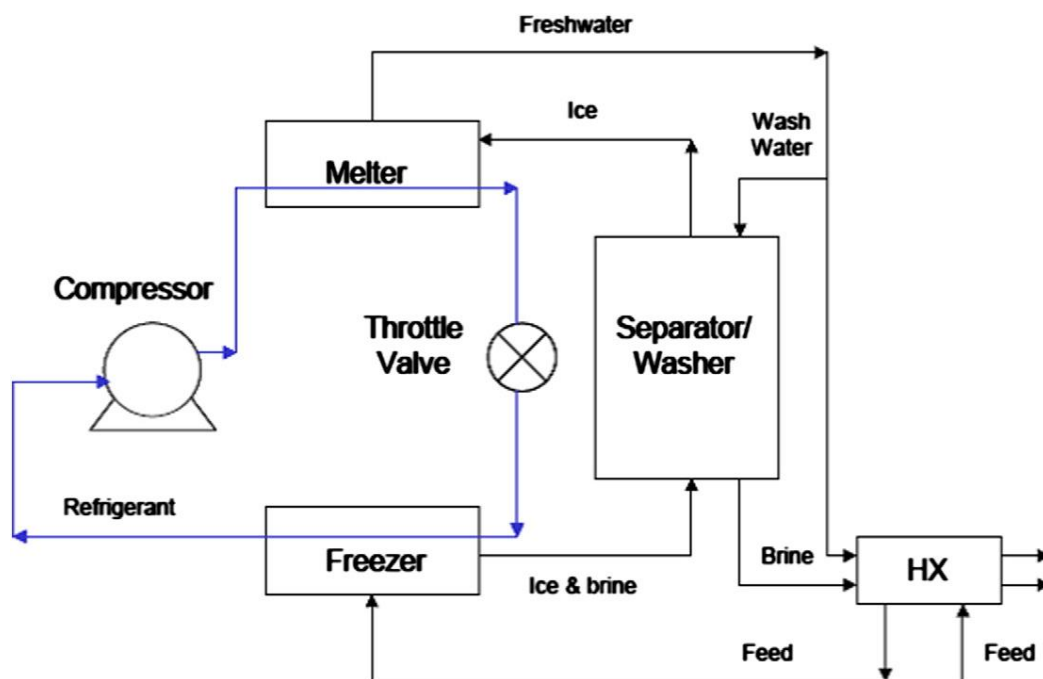 Freshwater
Ice
Wash
Water
Melter
Compressor
Throttle
Valve
Separator/
Washer
Refrigerant
Freezer
Ice & brine
Brine
HX
Feed
Feed